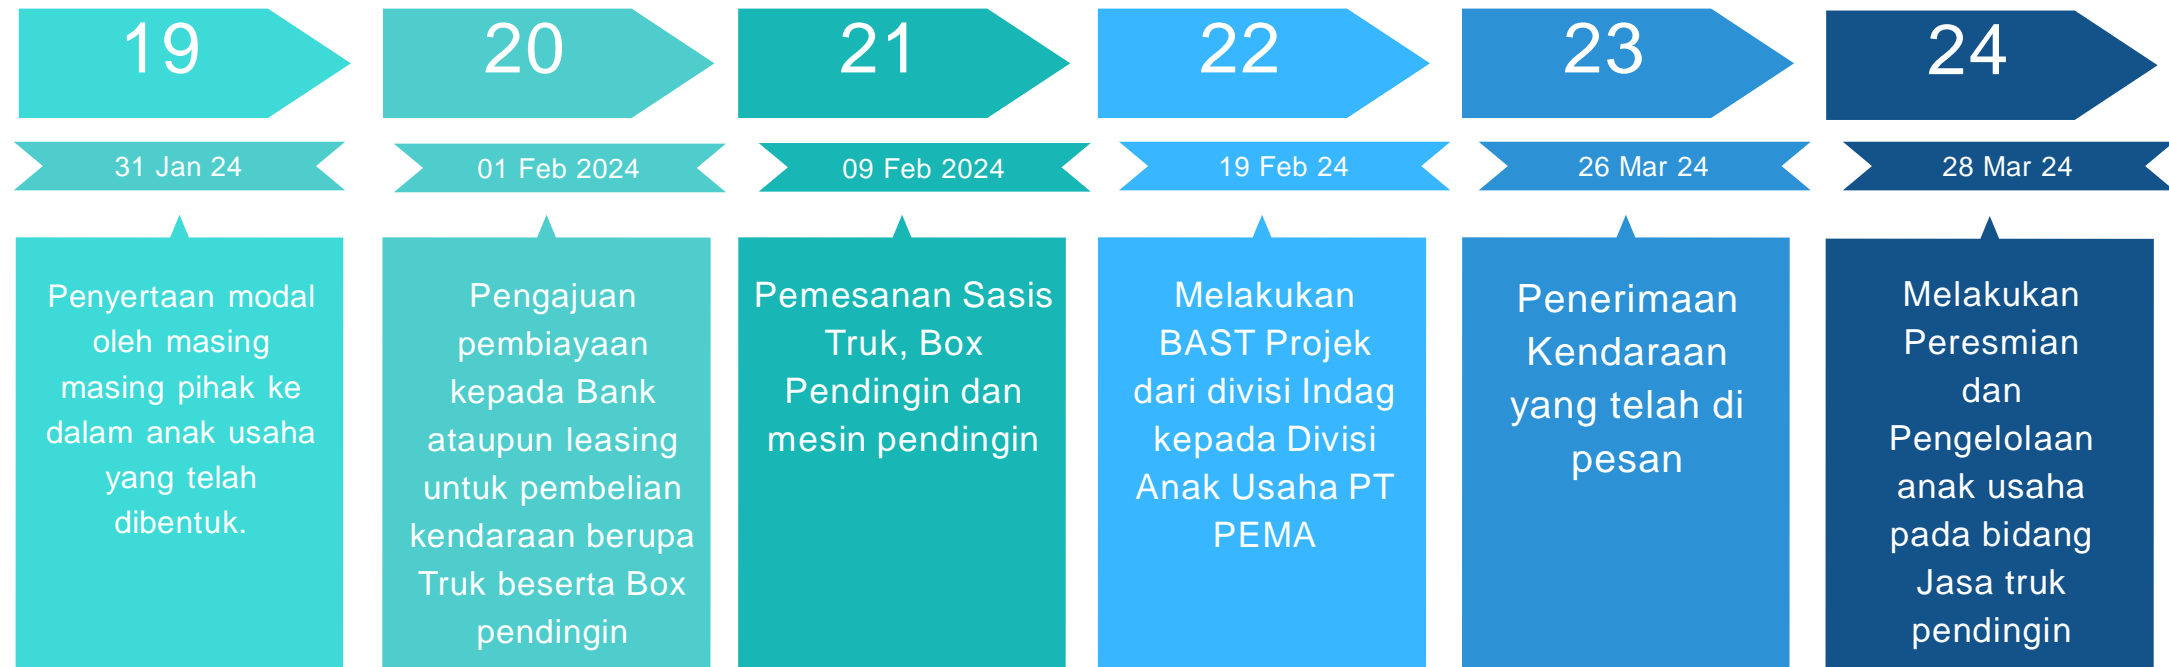 19
31 Jan 24
Penyertaan modal
oleh masing
masing pihak ke
dalam anak usaha
yang telah
dibentuk.
20
01 Feb 2024
Pengajuan
pembiayaan
kepada Bank
ataupun leasing
untuk pembelian
kendaraan berupa
Truk beserta Box
pendingin
21
09 Feb 2024
Pemesanan Sasis
Truk, Box
Pendingin dan
mesin pendingin
22
19 Feb 24
Melakukan
BAST Projek
dari divisi Indag
kepada Divisi
Anak Usaha PT
PEMA
23
26 Mar 24
Penerimaan
Kendaraan
yang telah di
pesan
24
28 Mar 24
Melakukan
Peresmian
dan
Pengelolaan
anak usaha
pada bidang
Jasa truk
pendingin